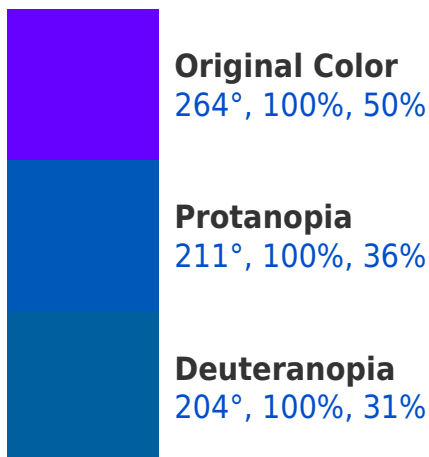 Original Color
264°, 100%, 50%
Protanopia
211°, 100%, 36%
Deuteranopia
204°, 100%, 31%